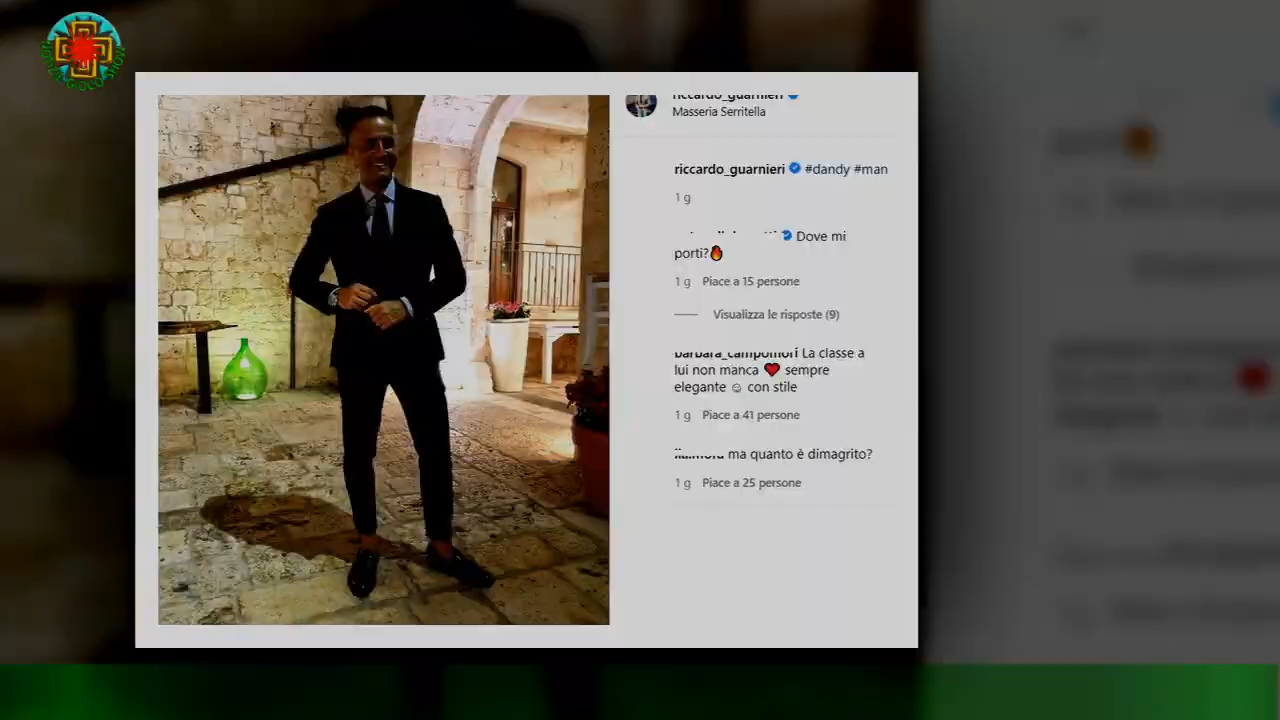 riccardo_guarnieri
Masseria Serritella
riccardo_guarnieri #dandy #man
1 g
Dove mi
porti?🔥
1 g Piace a 15 persone
Visualizza le risposte (9)
barbara_campomori La classe a
lui non manca ❤️ sempre
elegante ☺ con stile
1 g Piace a 41 persone
ma quanto è dimagrito?
1 g Piace a 25 persone